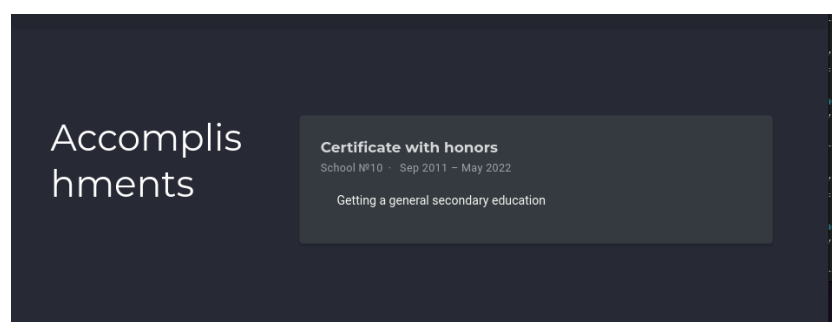 Accomplis
hments
Certificate with honors
School №10 · Sep 2011 – May 2022
Getting a general secondary education